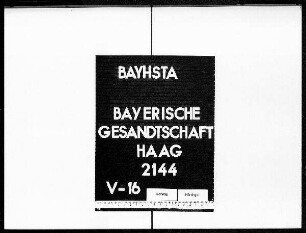 BAYHSTA
BAYERISCHE
GESANDTSCHAFT
HAAG
2144
V-16